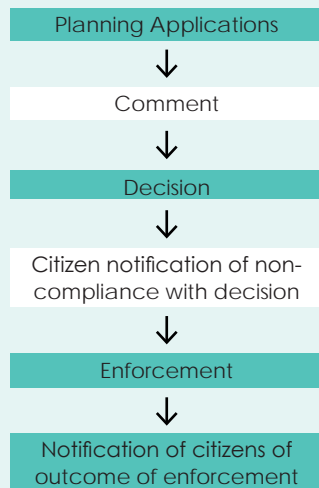 Planning Applications
Comment
Decision
Citizen notification of non-
compliance with decision
Enforcement
Notification of citizens of
outcome of enforcement